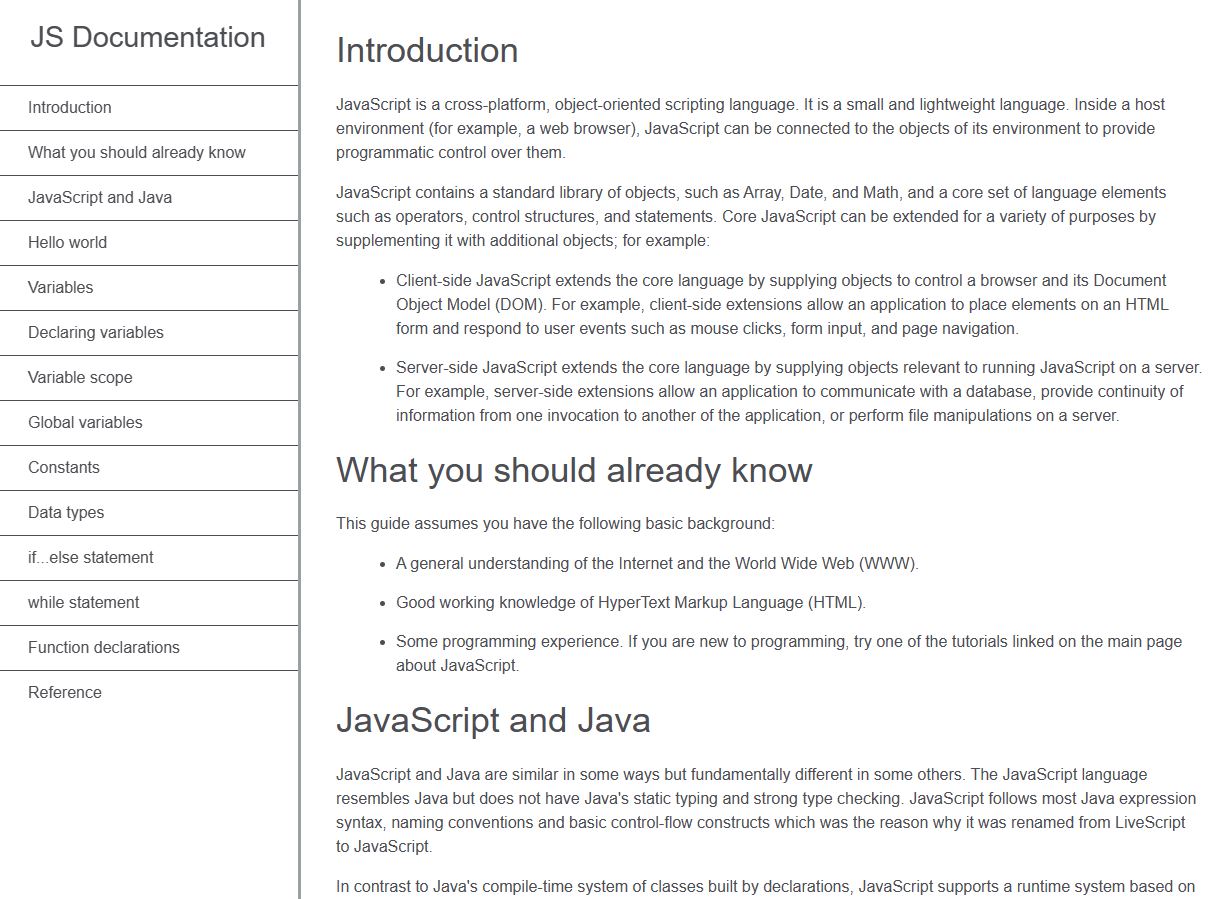 JS Documentation
Introduction
What you should already know
JavaScript and Java
Hello world
Variables
Declaring variables
Variable scope
Global variables
Constants
Data types
if...else statement
while statement
Function declarations
Reference
Introduction
JavaScript is a cross-platform, object-oriented scripting language. It is a small and lightweight language. Inside a host
environment (for example, a web browser), JavaScript can be connected to the objects of its environment to provide
programmatic control over them.
JavaScript contains a standard library of objects, such as Array, Date, and Math, and a core set of language elements
such as operators, control structures, and statements. Core JavaScript can be extended for a variety of purposes by
supplementing it with additional objects; for example:
• Client-side JavaScript extends the core language by supplying objects to control a browser and its Document
Object Model (DOM). For example, client-side extensions allow an application to place elements on an HTML
form and respond to user events such as mouse clicks, form input, and page navigation.
• Server-side JavaScript extends the core language by supplying objects relevant to running JavaScript on a server.
For example, server-side extensions allow an application to communicate with a database, provide continuity of
information from one invocation to another of the application, or perform file manipulations on a server.
What you should already know
This guide assumes you have the following basic background:
• A general understanding of the Internet and the World Wide Web (WWW).
• Good working knowledge of HyperText Markup Language (HTML).
• Some programming experience. If you are new to programming, try one of the tutorials linked on the main page
about JavaScript.
JavaScript and Java
JavaScript and Java are similar in some ways but fundamentally different in some others. The JavaScript language
resembles Java but does not have Java's static typing and strong type checking. JavaScript follows most Java expression
syntax, naming conventions and basic control-flow constructs which was the reason why it was renamed from LiveScript
to JavaScript.
In contrast to Java's compile-time system of classes built by declarations, JavaScript supports a runtime system based on